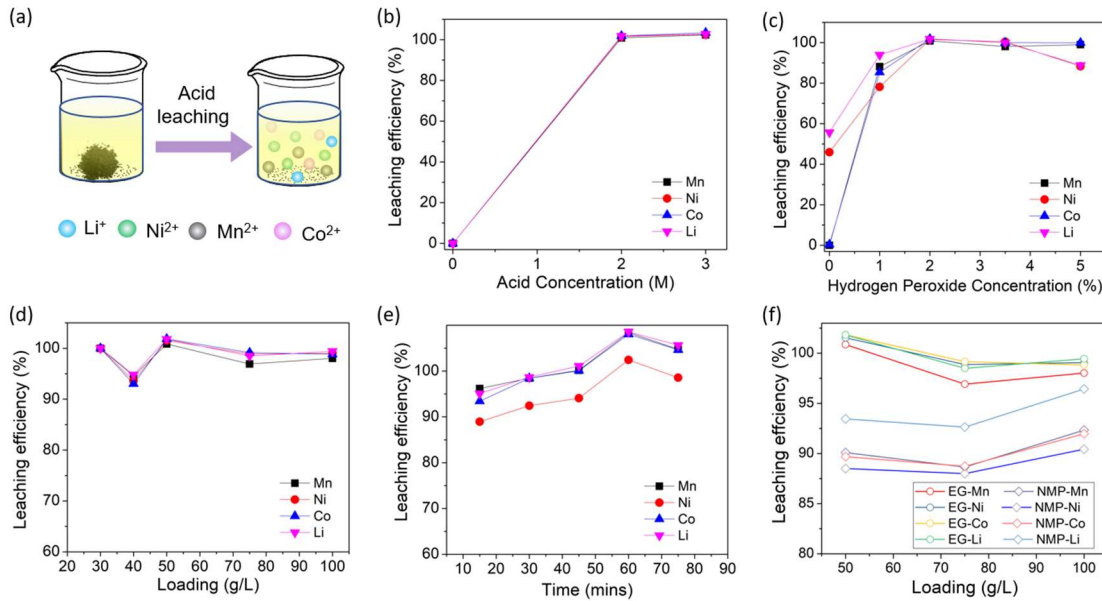 (a)
Acid
leaching
Li⁺ Ni²⁺ Mn²⁺ Co²⁺
(b)
Leaching efficiency (%)
100
80
60
40
20
0
0 1 2 3
Acid Concentration (M)
Mn
Ni
Co
Li
(c)
Leaching efficiency (%)
120
100
80
60
40
20
0
0 1 2 3 4 5
Hydrogen Peroxide Concentration (%)
Mn
Ni
Co
Li
(d)
Leaching efficiency (%)
100
90
80
70
60
20 30 40 50 60 70 80 90 100
Loading (g/L)
Mn
Ni
Co
Li
(e)
Leaching efficiency (%)
100
90
80
70
60
10 20 30 40 50 60 70 80 90
Time (mins)
Mn
Ni
Co
Li
(f)
Leaching efficiency (%)
100
95
90
85
80
50 60 70 80 90 100
Loading (g/L)
EG-Mn NMP-Mn
EG-Ni NMP-Ni
EG-Co NMP-Co
EG-Li NMP-Li